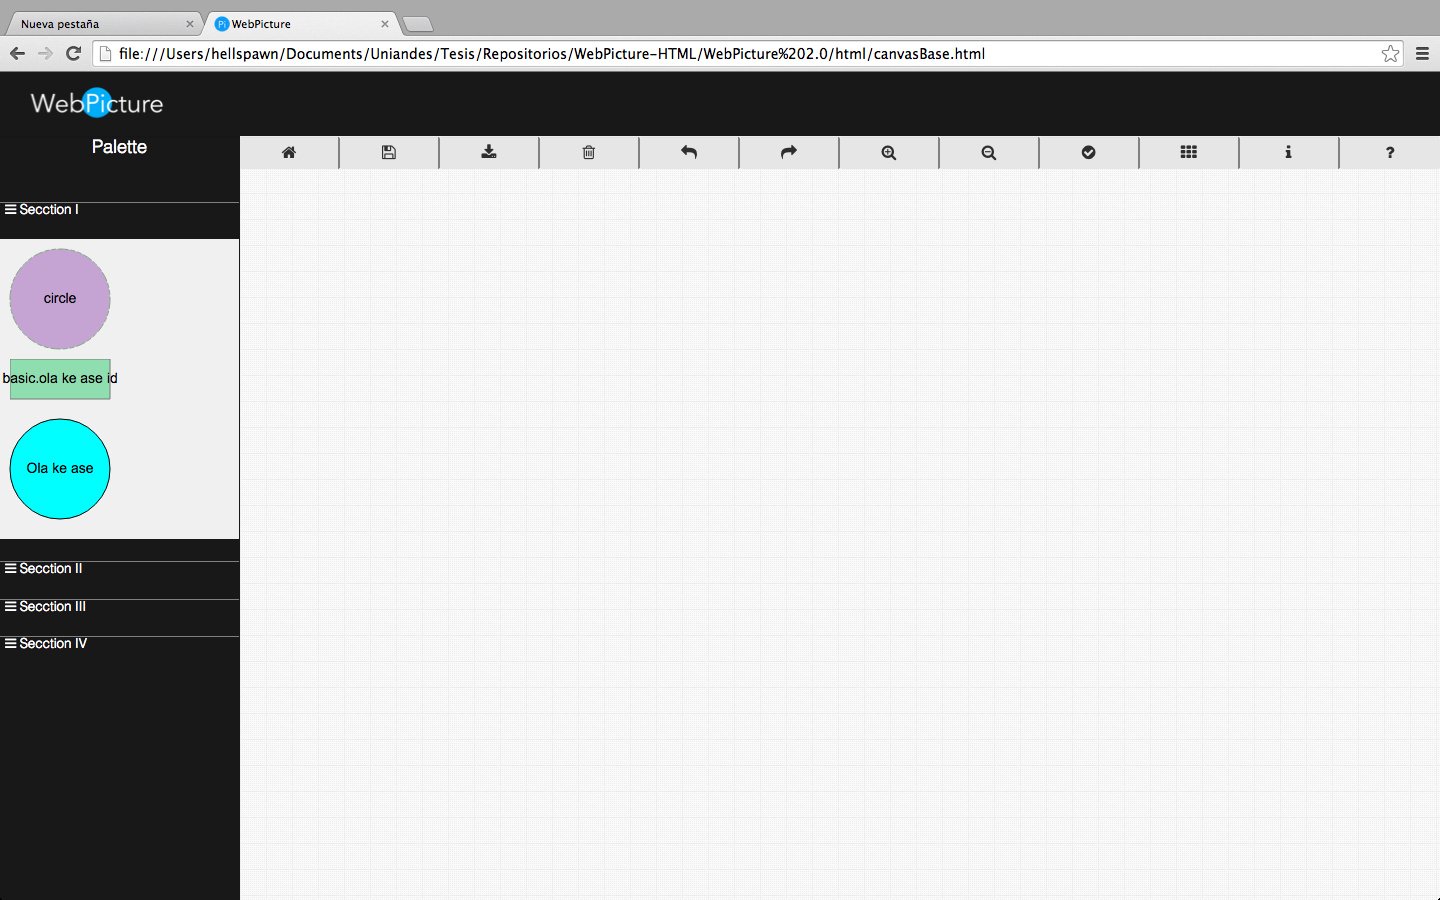 Nueva pestaña
Pi WebPicture
file:///Users/hellspawn/Documents/Uniandes/Tesis/Repositorios/WebPicture-HTML/WebPicture%202.0/html/canvasBase.html
WebPicture
Palette
Secction I
circle
basic.ola ke ase id
Ola ke ase
Secction II
Secction III
Secction IV